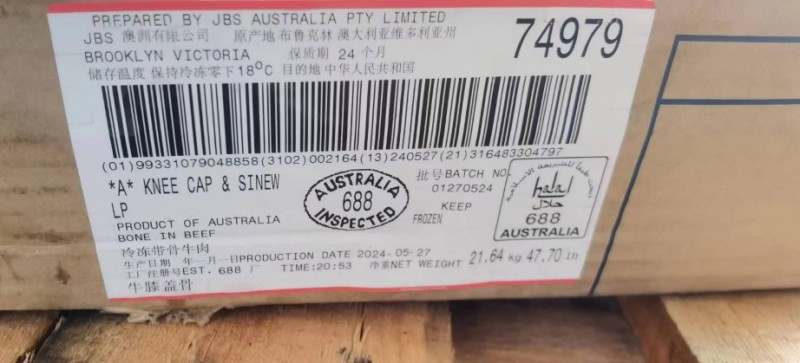 PREPARED BY JBS AUSTRALIA PTY LIMITED
74979
JBS 澳洲有限公司 原产地 布鲁克林 澳大利亚维多利亚州
BROOKLYN VICTORIA 保质期 24 个月
储存温度 保持冷冻零下18°C 目的地 中华人民共和国
(01)99331079048858(3102)002164(13)240527(21)316483304797
*A* KNEE CAP & SINEW
LP
AUSTRALIA
688
INSPECTED
批号BATCH NO.
01270524
KEEP
FROZEN
halal
حلال
688
AUSTRALIA
PRODUCT OF AUSTRALIA
BONE IN BEEF
冷冻带骨牛肉
生产日期 年—月—日PRODUCTION DATE 2024-05-27
工厂注册号EST. 688 厂 TIME:20:53 净重NET WEIGHT 21.64 kg 47.70 lb
牛膝盖骨